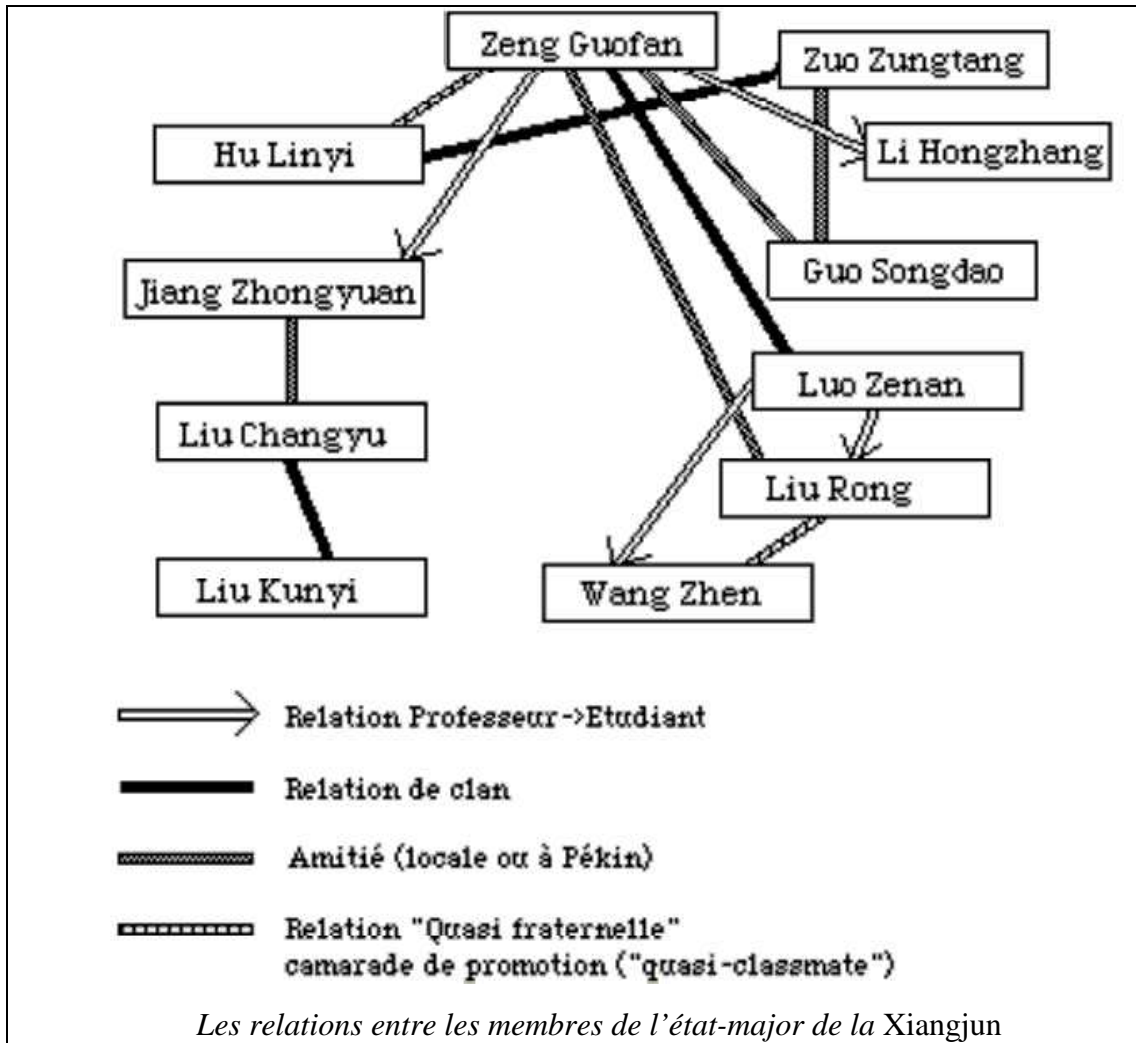 Zeng Guofan
Zuo Zungtang
Hu Linyi
Li Hongzhang
Guo Songdao
Jiang Zhongyuan
Luo Zenan
Liu Changyu
Liu Rong
Liu Kunyi
Wang Zhen
Relation Professeur->Etudiant
Relation de clan
Amitié (locale ou à Pékin)
Relation "Quasi fraternelle"
camarade de promotion ("quasi-classmate")
Les relations entre les membres de l’état-major de la Xiangjun